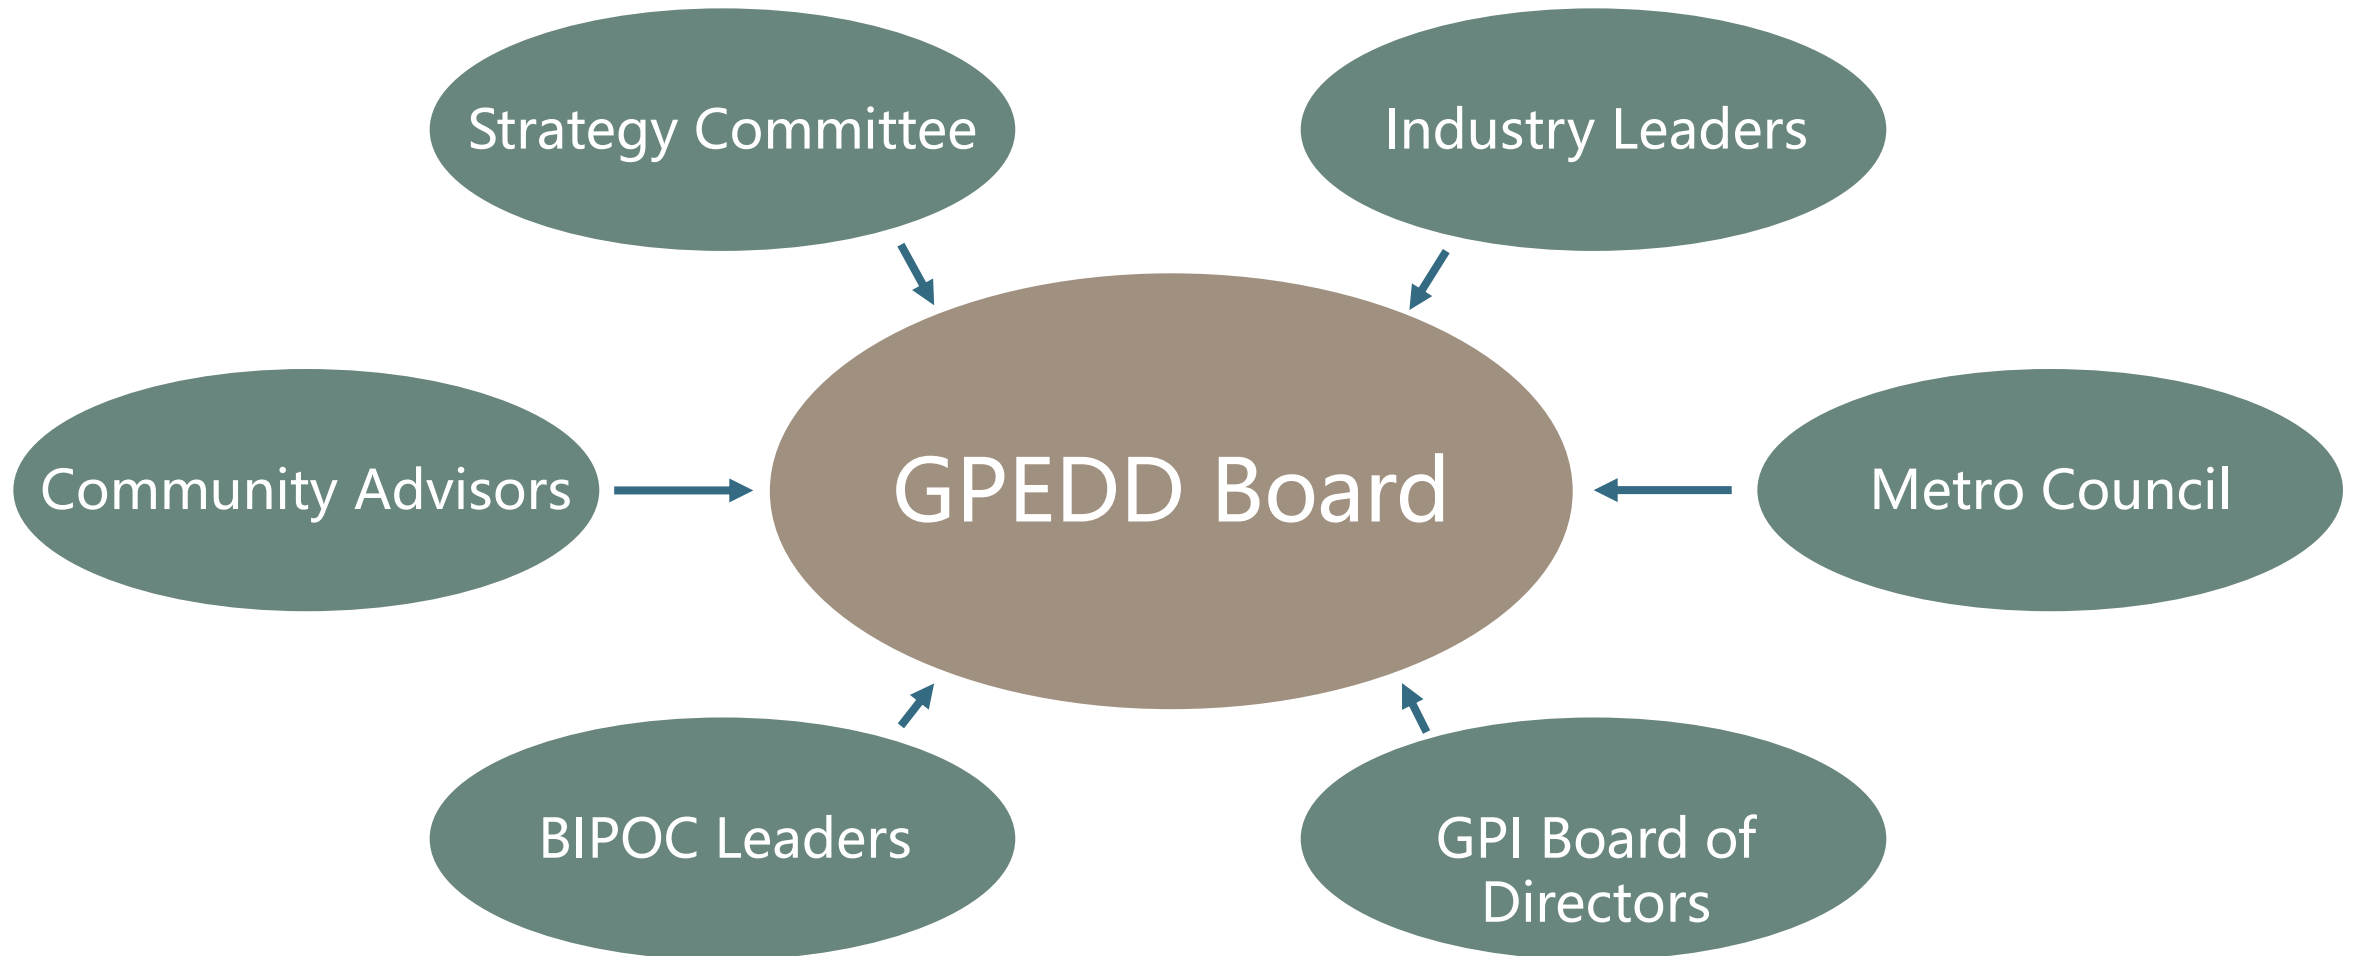 Strategy Committee
Industry Leaders
Community Advisors
GPEDD Board
Metro Council
BIPOC Leaders
GPI Board of
Directors